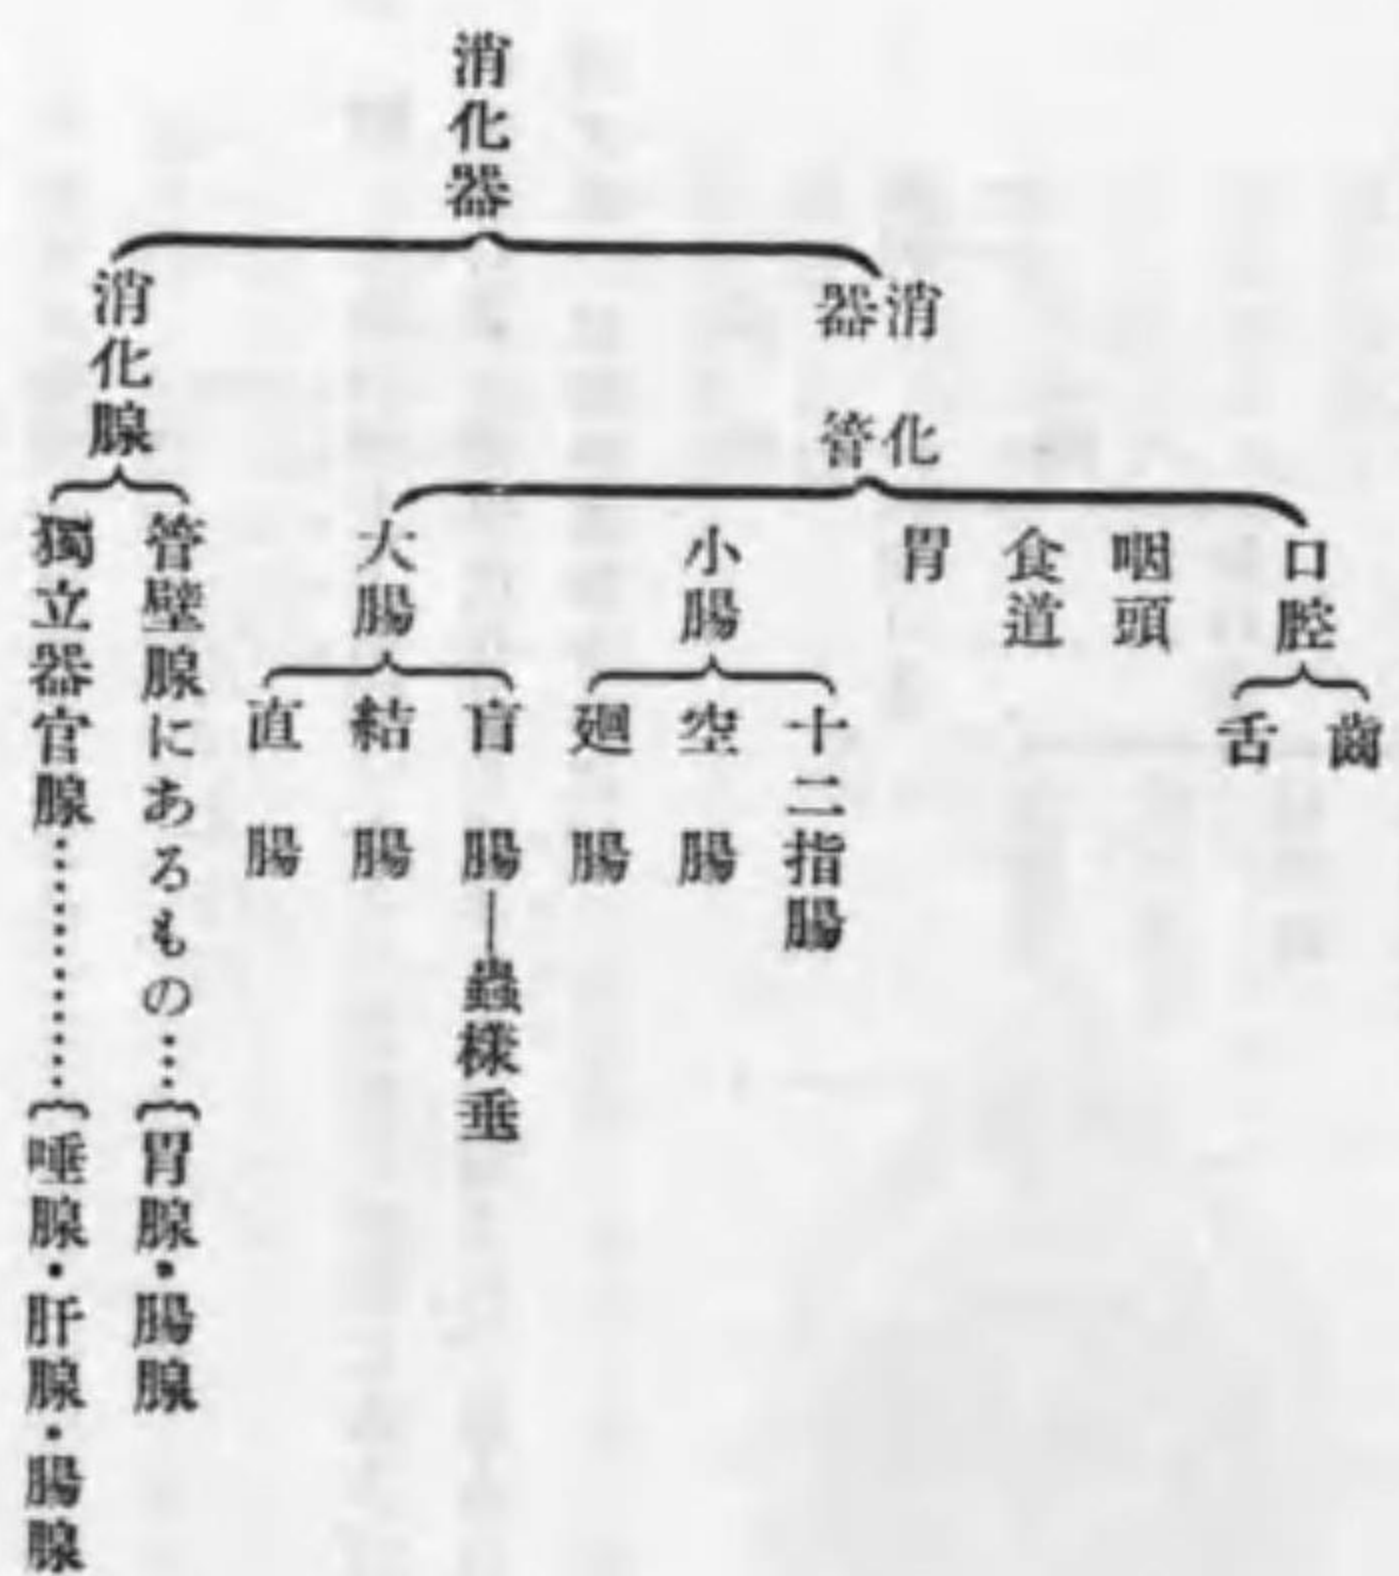 消化器
消化
器管
口腔
齒
舌
咽頭
食道
胃
小腸
十二指腸
空腸
廻腸
大腸
盲腸—蟲樣垂
結腸
直腸
消化腺
管壁腺にあるもの…胃腺・腸腺
獨立器官腺…………唾腺・肝腺・腸腺